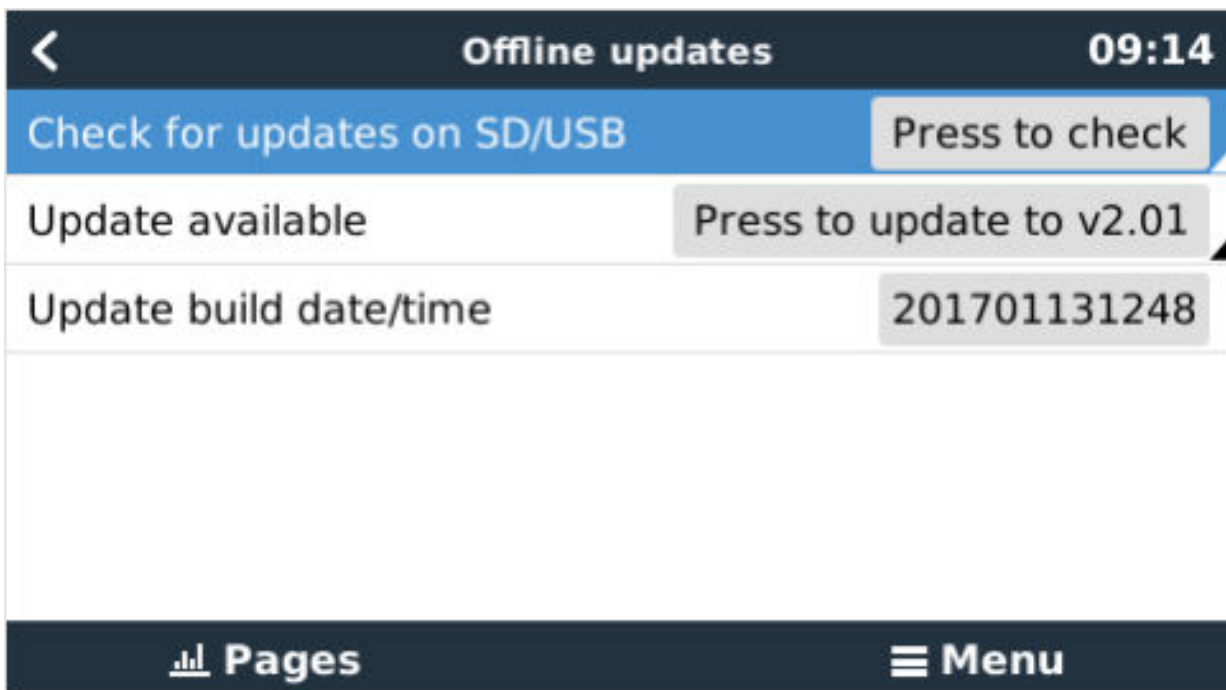 Offline updates 09:14
Check for updates on SD/USB Press to check
Update available Press to update to v2.01
Update build date/time 201701131248
Pages Menu